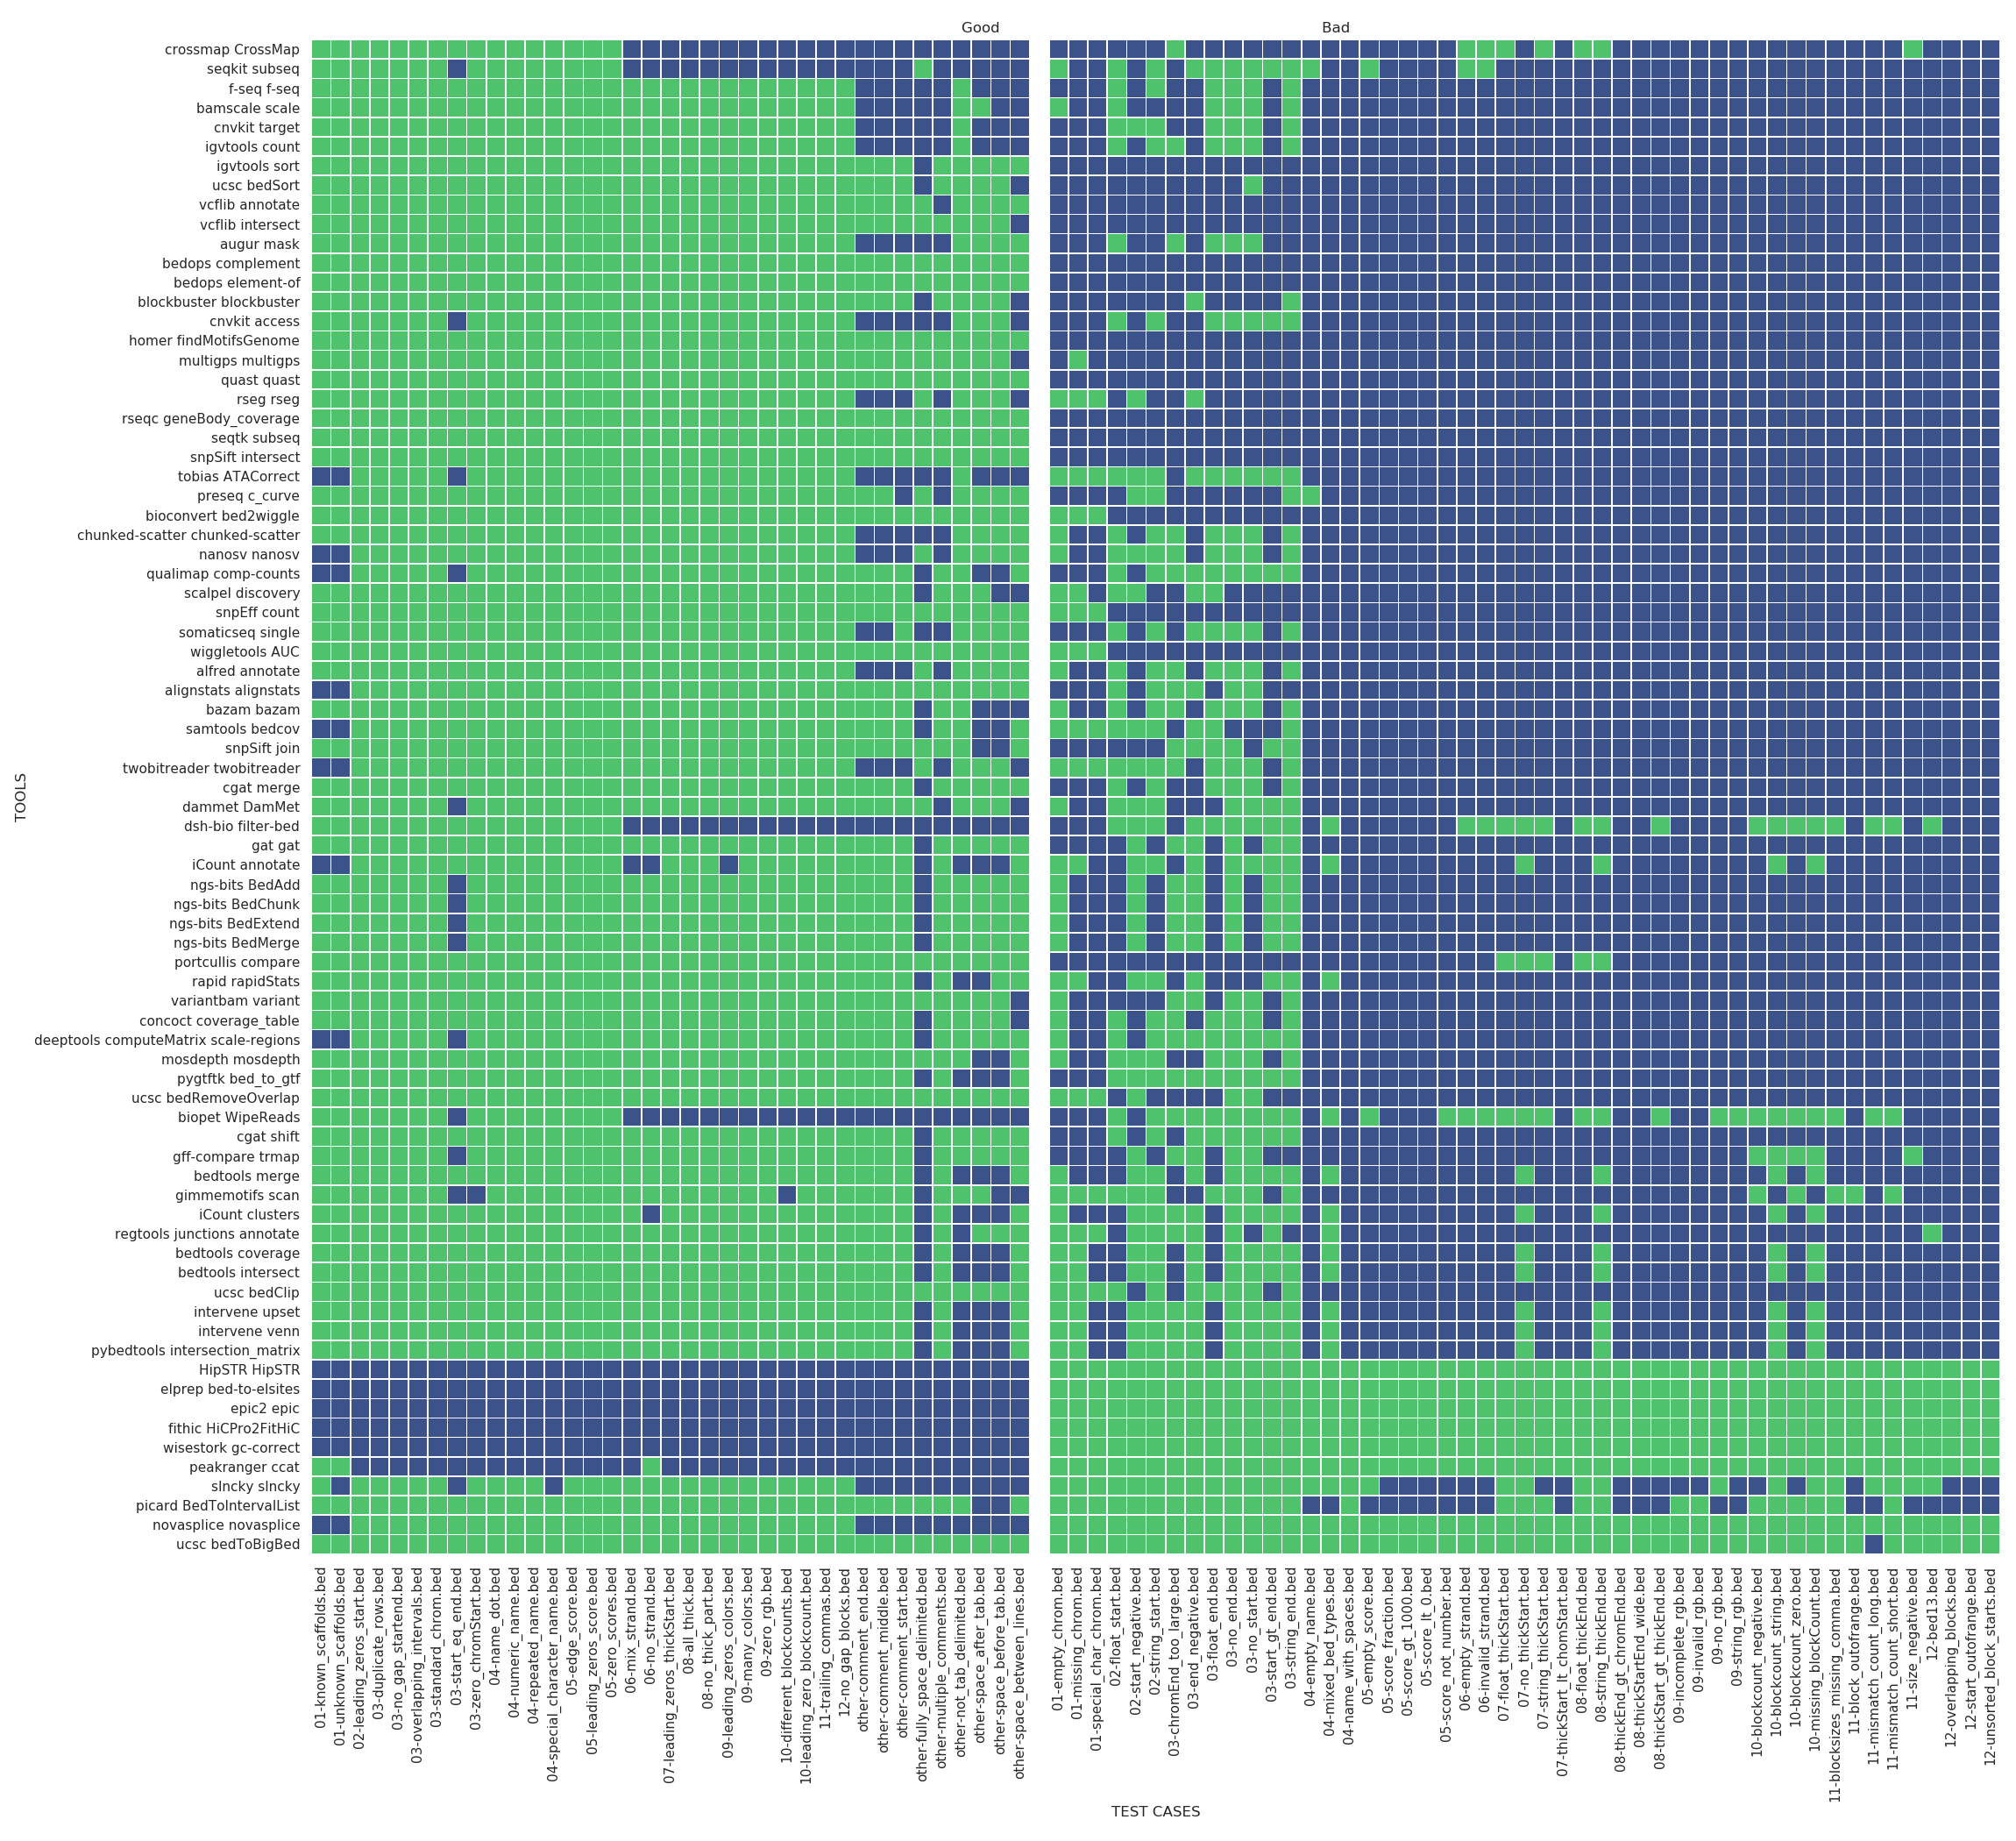 Good
Bad
crossmap CrossMap
seqkit subseq
f-seq f-seq
bamscale scale
cnvkit target
igvtools count
igvtools sort
ucsc bedSort
vcflib annotate
vcflib intersect
augur mask
bedops complement
bedops element-of
blockbuster blockbuster
cnvkit access
homer findMotifsGenome
multigps multigps
quast quast
rseg rseg
rseqc geneBody_coverage
seqtk subseq
snpSift intersect
tobias ATACorrect
preseq c_curve
bioconvert bed2wiggle
chunked-scatter chunked-scatter
nanosv nanosv
qualimap comp-counts
scalpel discovery
snpEff count
somaticseq single
wiggletools AUC
alfred annotate
alignstats alignstats
bazam bazam
samtools bedcov
snpSift join
twobitreader twobitreader
cgat merge
dammet DamMet
dsh-bio filter-bed
gat gat
iCount annotate
ngs-bits BedAdd
ngs-bits BedChunk
ngs-bits BedExtend
ngs-bits BedMerge
portcullis compare
rapid rapidStats
variantbam variant
concoct coverage_table
deeptools computeMatrix scale-regions
mosdepth mosdepth
pygtftk bed_to_gtf
ucsc bedRemoveOverlap
biopet WipeReads
cgat shift
gff-compare trmap
bedtools merge
gimmemotifs scan
iCount clusters
regtools junctions annotate
bedtools coverage
bedtools intersect
ucsc bedClip
intervene upset
intervene venn
pybedtools intersection_matrix
HipSTR HipSTR
elprep bed-to-elsites
epic2 epic
fithic HiCPro2FitHiC
wisestork gc-correct
peakranger ccat
slncky slncky
picard BedToIntervalList
novasplice novasplice
ucsc bedToBigBed
TOOLS
01-known_scaffolds.bed
01-unknown_scaffolds.bed
02-leading_zeros_start.bed
03-duplicate_rows.bed
03-no_gap_startend.bed
03-overlapping_intervals.bed
03-standard_chrom.bed
03-start_eq_end.bed
03-zero_chromStart.bed
04-name_dot.bed
04-numeric_name.bed
04-repeated_name.bed
04-special_character_name.bed
05-edge_score.bed
05-leading_zeros_score.bed
05-zero_scores.bed
06-mix_strand.bed
06-no_strand.bed
07-leading_zeros_thickStart.bed
08-all_thick.bed
08-no_thick_part.bed
09-leading_zeros_colors.bed
09-many_colors.bed
09-zero_rgb.bed
10-different_blockcounts.bed
10-leading_zero_blockcount.bed
11-trailing_commas.bed
12-no_gap_blocks.bed
other-comment_end.bed
other-comment_middle.bed
other-comment_start.bed
other-fully_space_delimited.bed
other-multiple_comments.bed
other-not_tab_delimited.bed
other-space_after_tab.bed
other-space_before_tab.bed
other-space_between_lines.bed
01-empty_chrom.bed
01-missing_chrom.bed
01-special_char_chrom.bed
02-float_start.bed
02-start_negative.bed
02-string_start.bed
03-chromEnd_too_large.bed
03-end_negative.bed
03-float_end.bed
03-no_end.bed
03-no_start.bed
03-start_gt_end.bed
03-string_end.bed
04-empty_name.bed
04-mixed_bed_types.bed
04-name_with_spaces.bed
05-empty_score.bed
05-score_fraction.bed
05-score_gt_1000.bed
05-score_lt_0.bed
05-score_not_number.bed
06-empty_strand.bed
06-invalid_strand.bed
07-float_thickStart.bed
07-no_thickStart.bed
07-string_thickStart.bed
07-thickStart_lt_chomStart.bed
08-float_thickEnd.bed
08-string_thickEnd.bed
08-thickEnd_gt_chromEnd.bed
08-thickStartEnd_wide.bed
08-thickStart_gt_thickEnd.bed
09-incomplete_rgb.bed
09-invalid_rgb.bed
09-no_rgb.bed
09-string_rgb.bed
10-blockcount_negative.bed
10-blockcount_string.bed
10-blockcount_zero.bed
10-missing_blockCount.bed
11-blocksizes_missing_comma.bed
11-block_outofrange.bed
11-mismatch_count_long.bed
11-mismatch_count_short.bed
11-size_negative.bed
12-bed13.bed
12-overlapping_blocks.bed
12-start_outofrange.bed
12-unsorted_block_starts.bed
TEST CASES